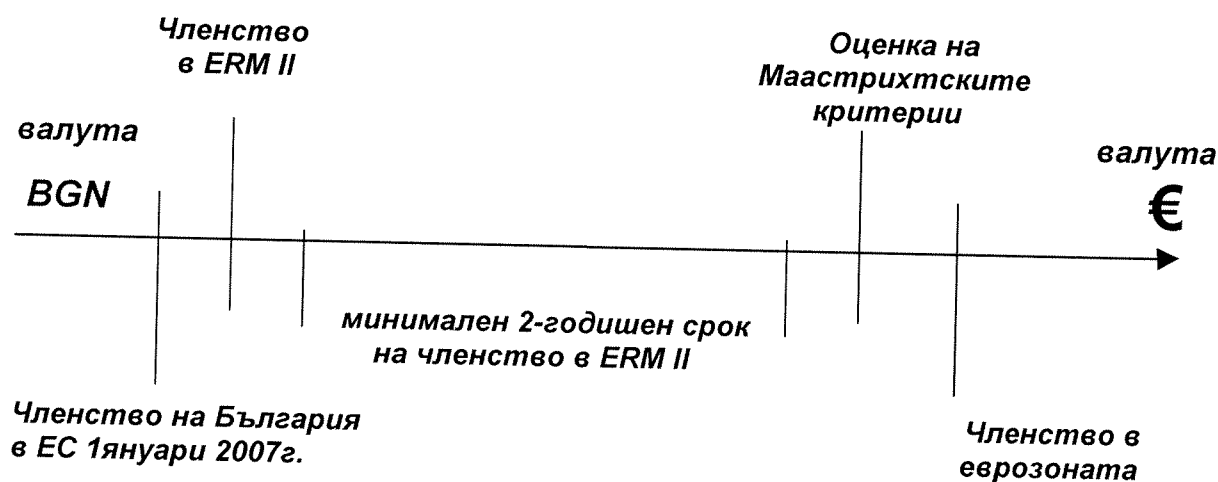 Членство
в ERM II
Оценка на
Маастрихтските
критерии
валута
BGN
валута
€
минимален 2-годишен срок
на членство в ERM II
Членство на България
в ЕС 1януари 2007г.
Членство в
еврозоната